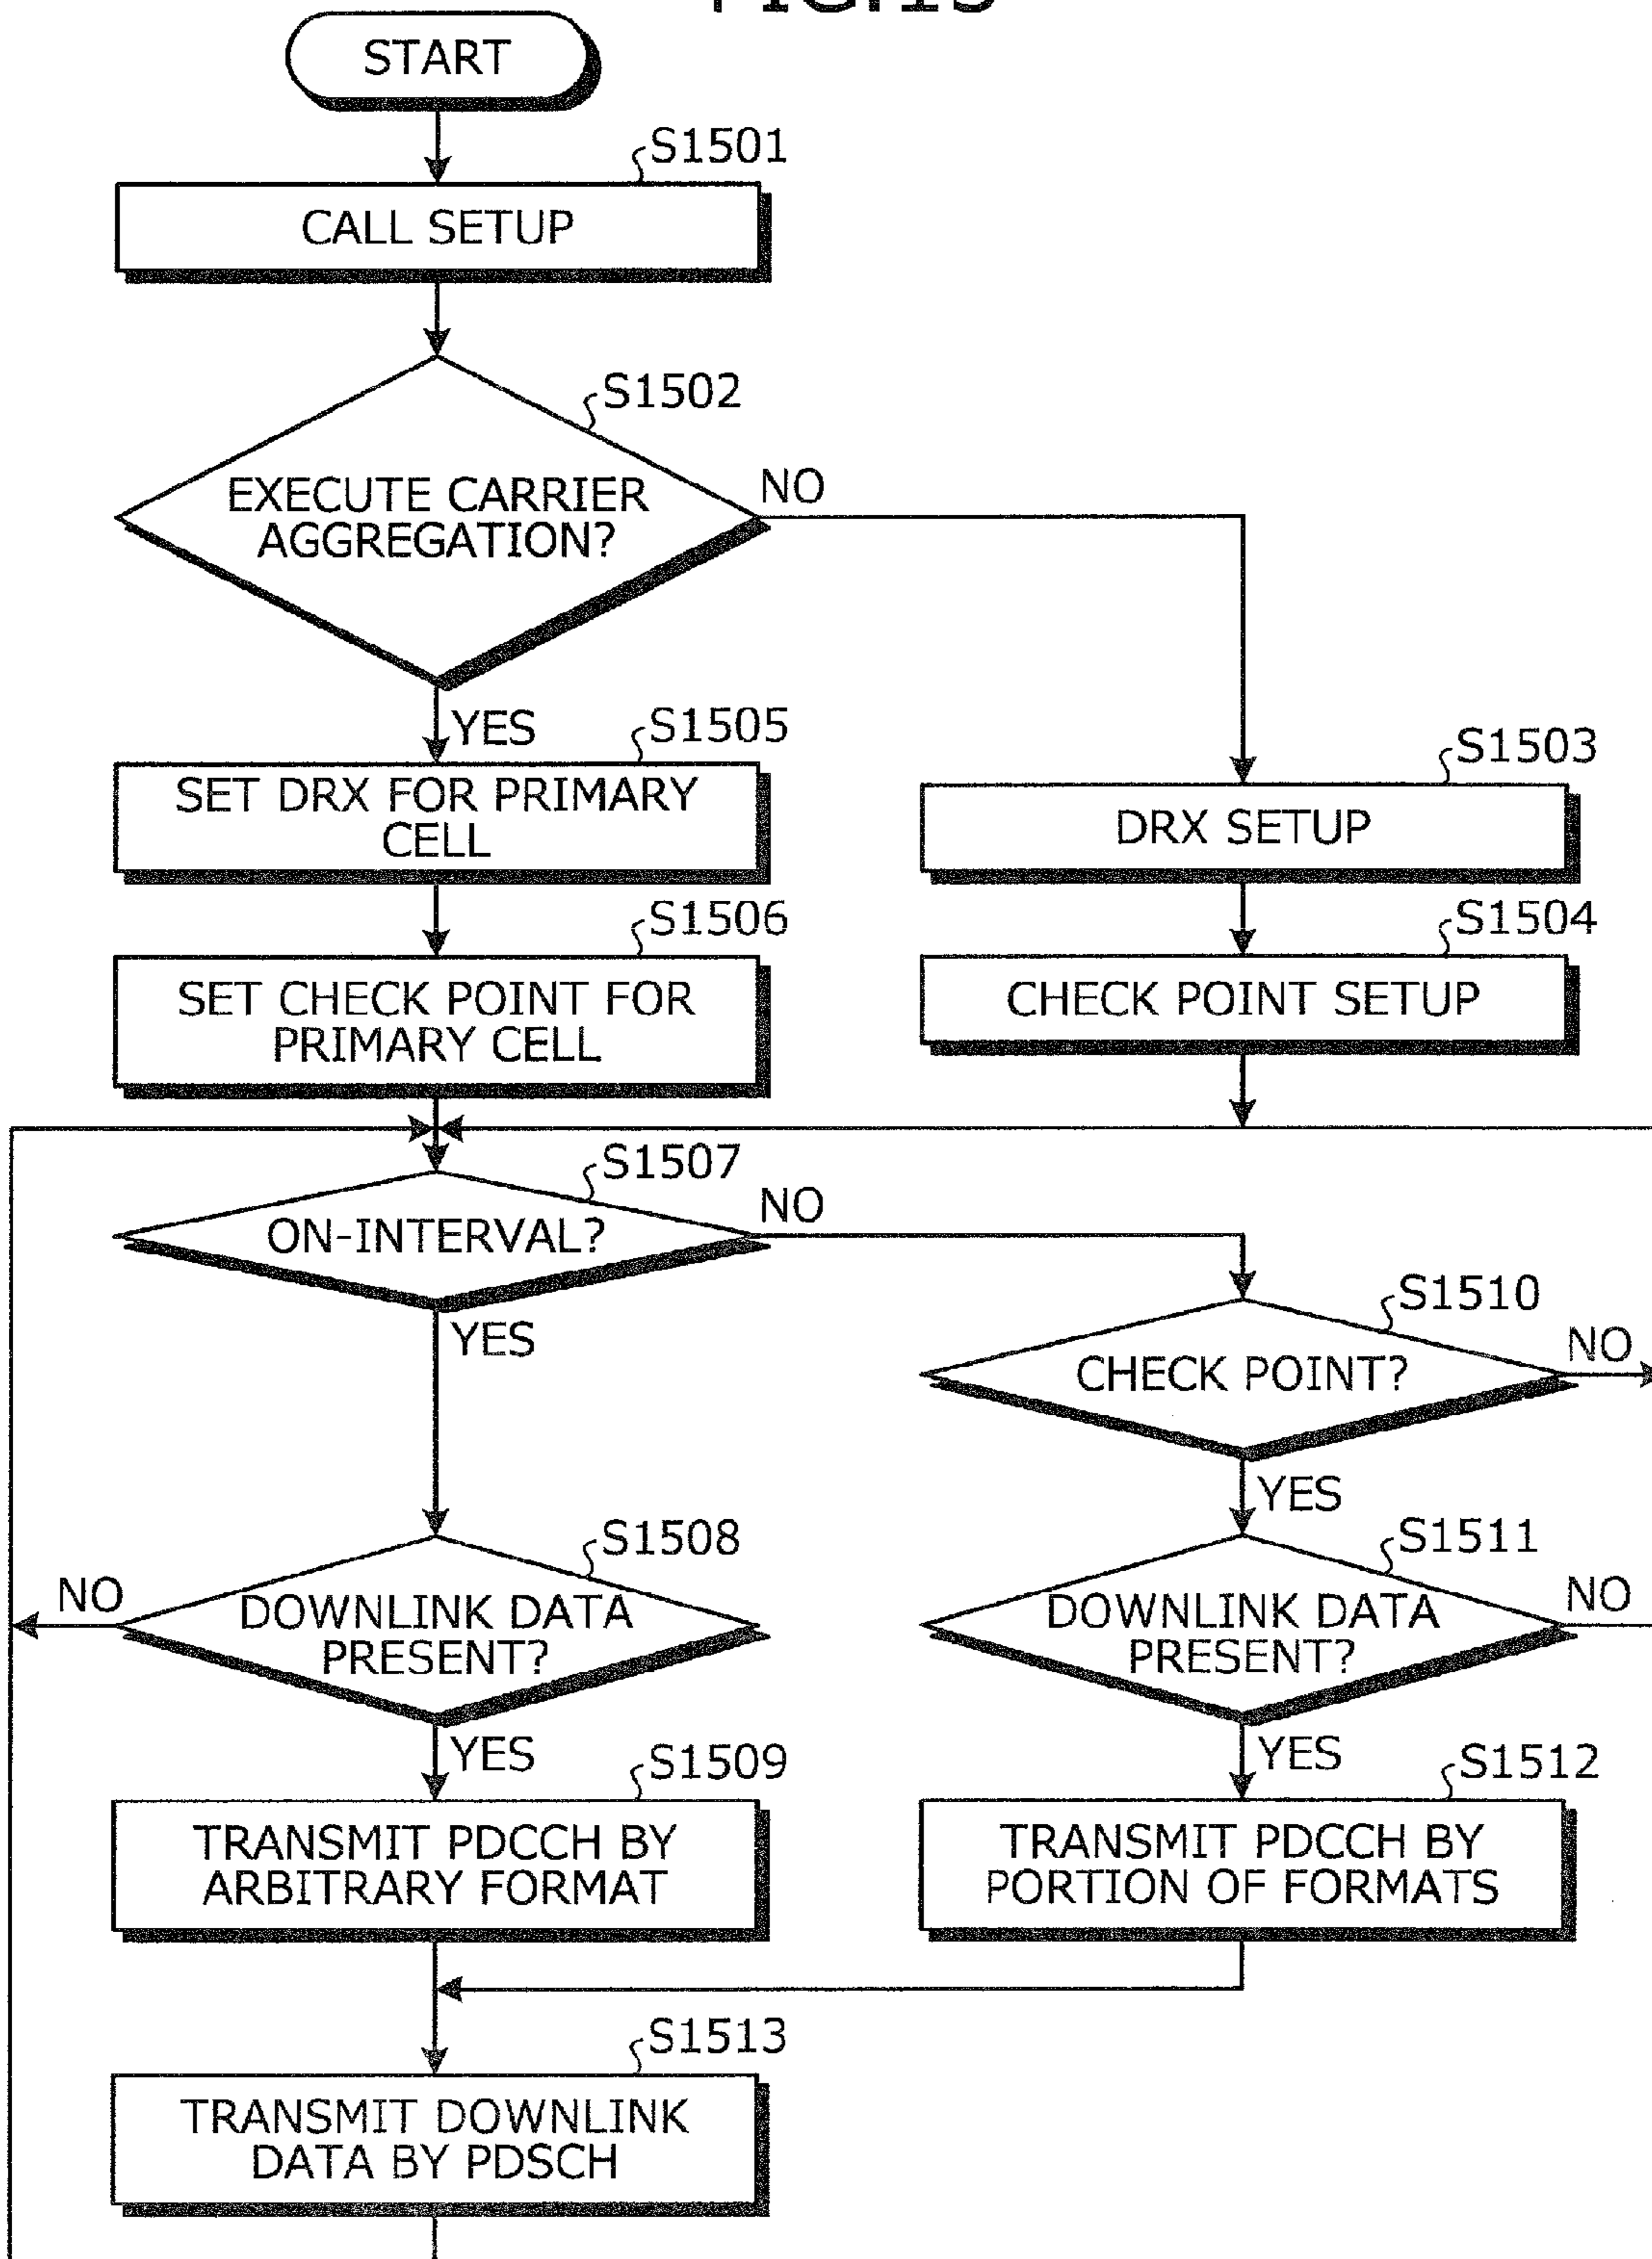 FIG.15
START
S1501
CALL SETUP
S1502
EXECUTE CARRIER
AGGREGATION?
NO
YES
S1505
SET DRX FOR PRIMARY
CELL
S1503
DRX SETUP
S1506
SET CHECK POINT FOR
PRIMARY CELL
S1504
CHECK POINT SETUP
S1507
ON-INTERVAL?
NO
YES
S1510
CHECK POINT?
NO
YES
S1508
DOWNLINK DATA
PRESENT?
NO
YES
S1511
DOWNLINK DATA
PRESENT?
NO
YES
S1509
TRANSMIT PDCCH BY
ARBITRARY FORMAT
S1512
TRANSMIT PDCCH BY
PORTION OF FORMATS
S1513
TRANSMIT DOWNLINK
DATA BY PDSCH